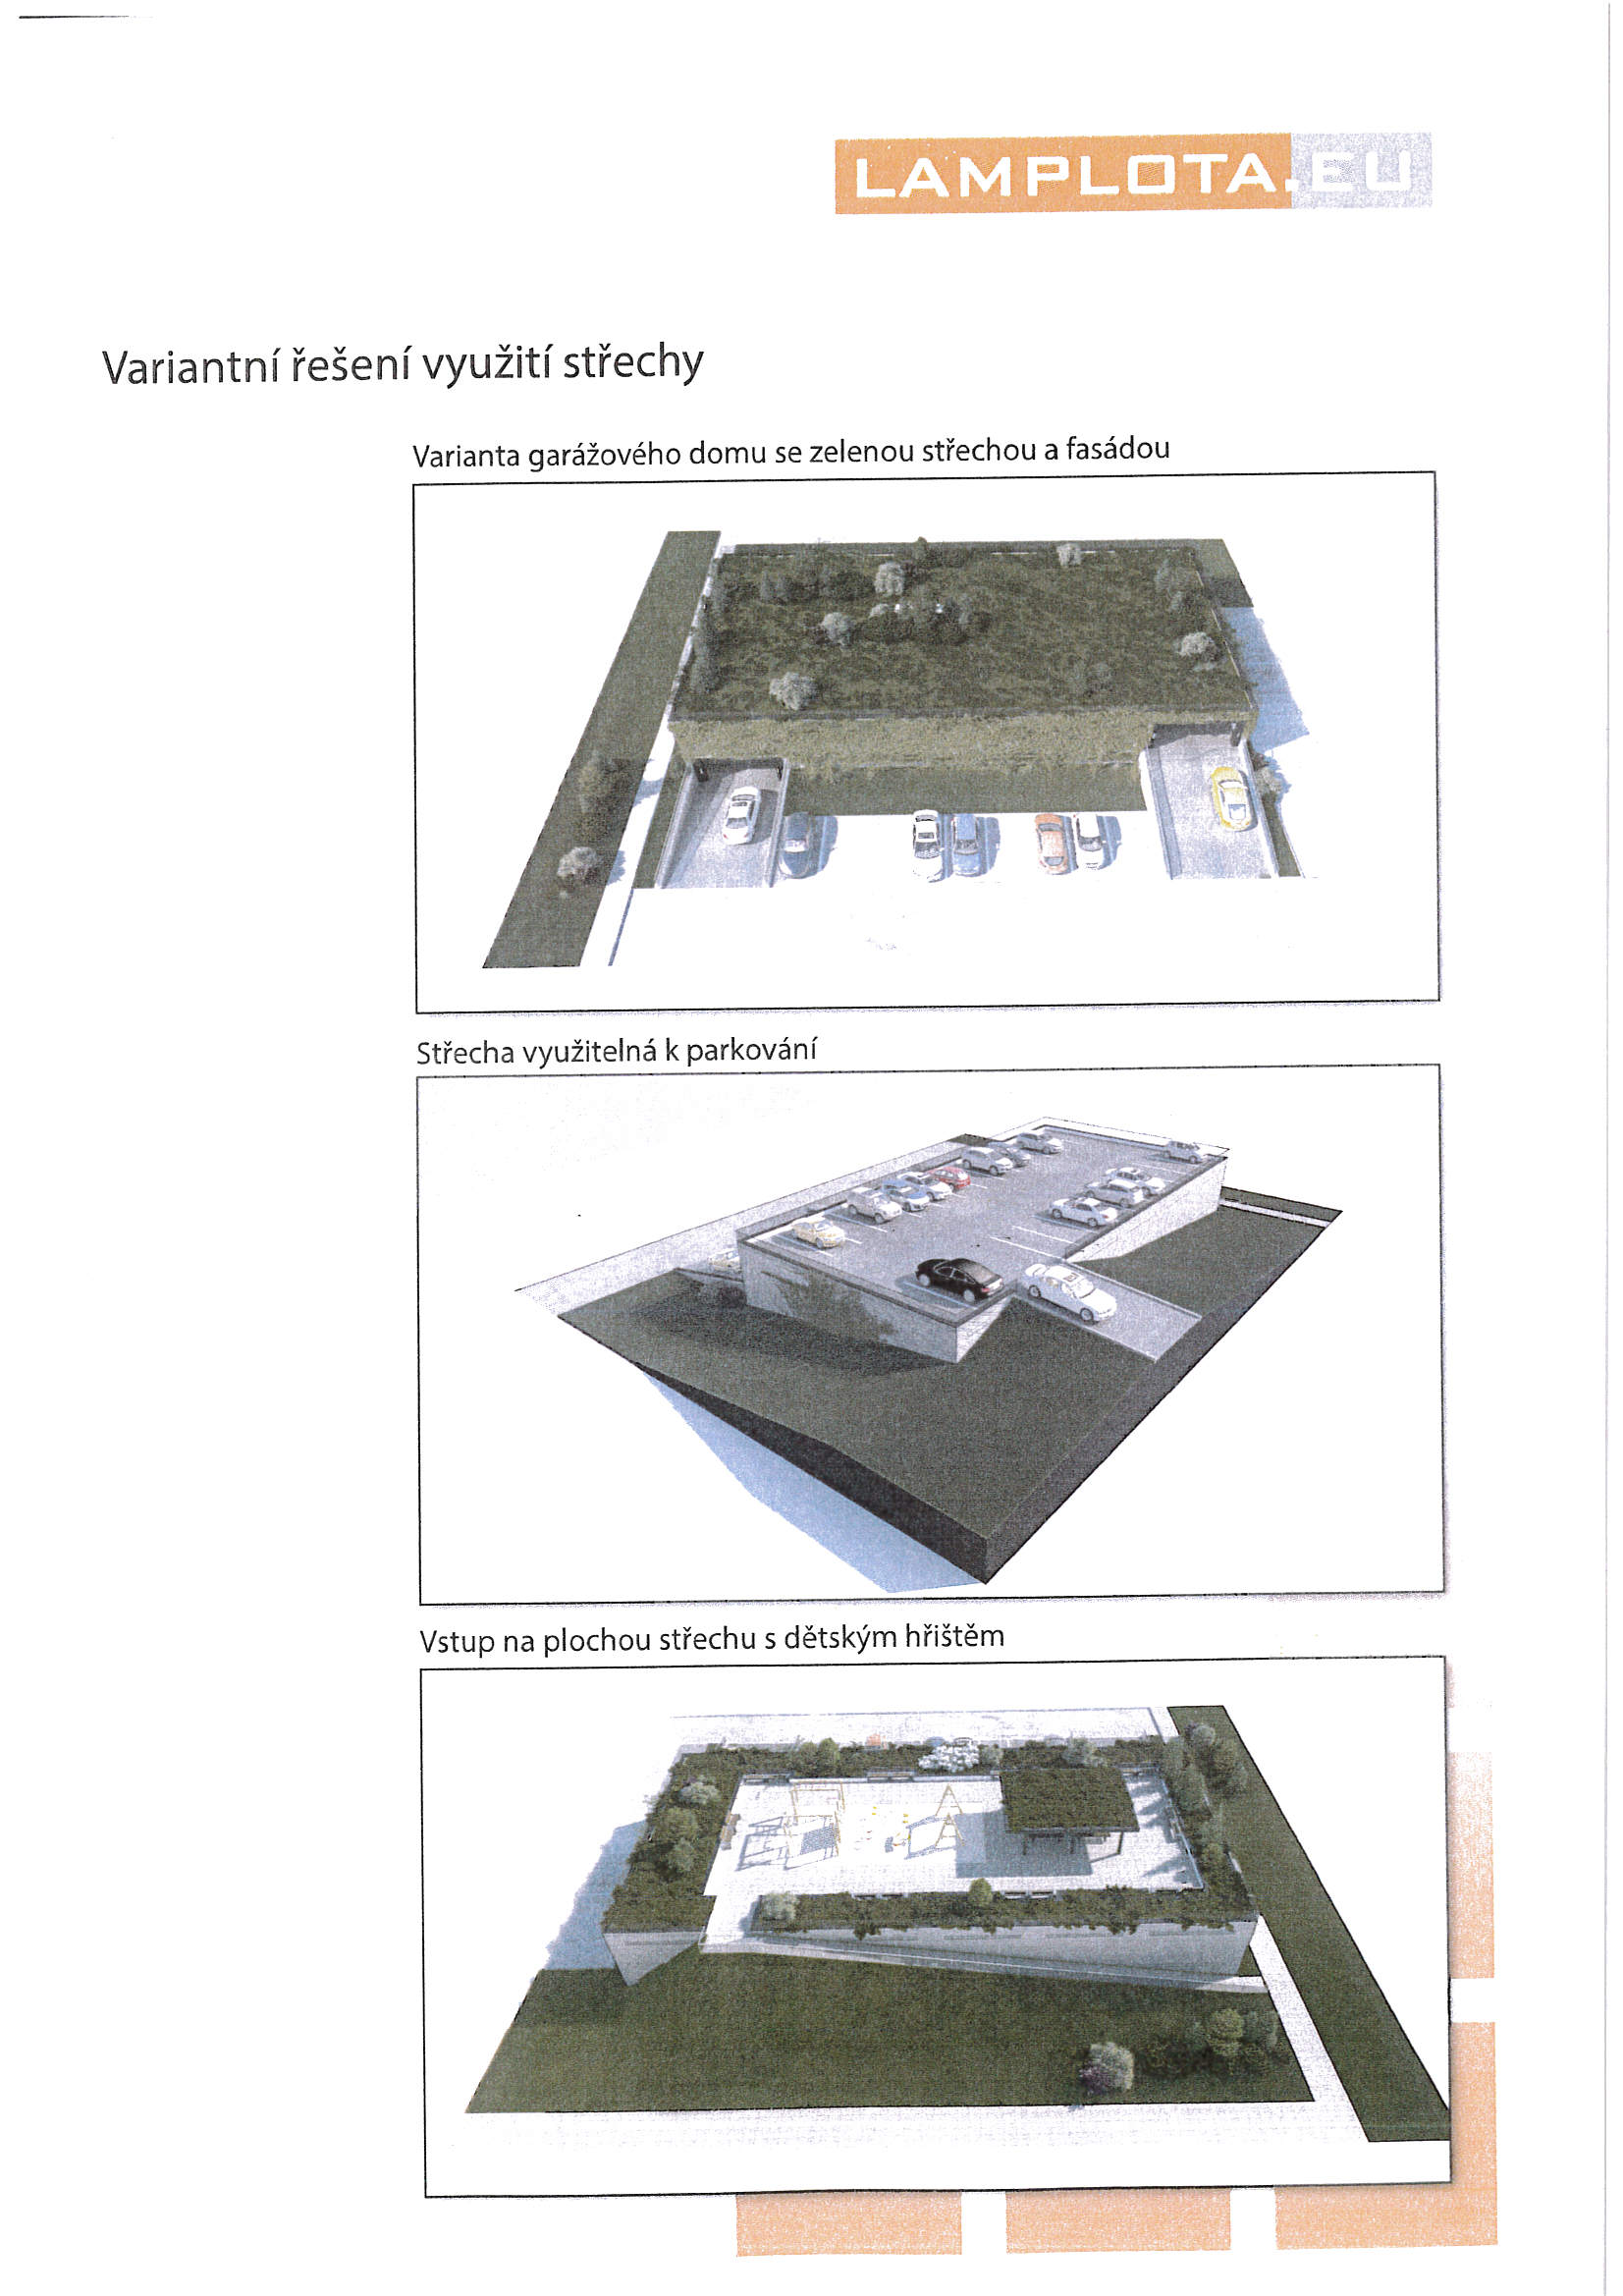 LAMPLOTA.EU
Variantní řešení využití střechy
Varianta garážového domu se zelenou střechou a fasádou
Střecha využitelná k parkování
Vstup na plochou střechu s dětským hřištěm